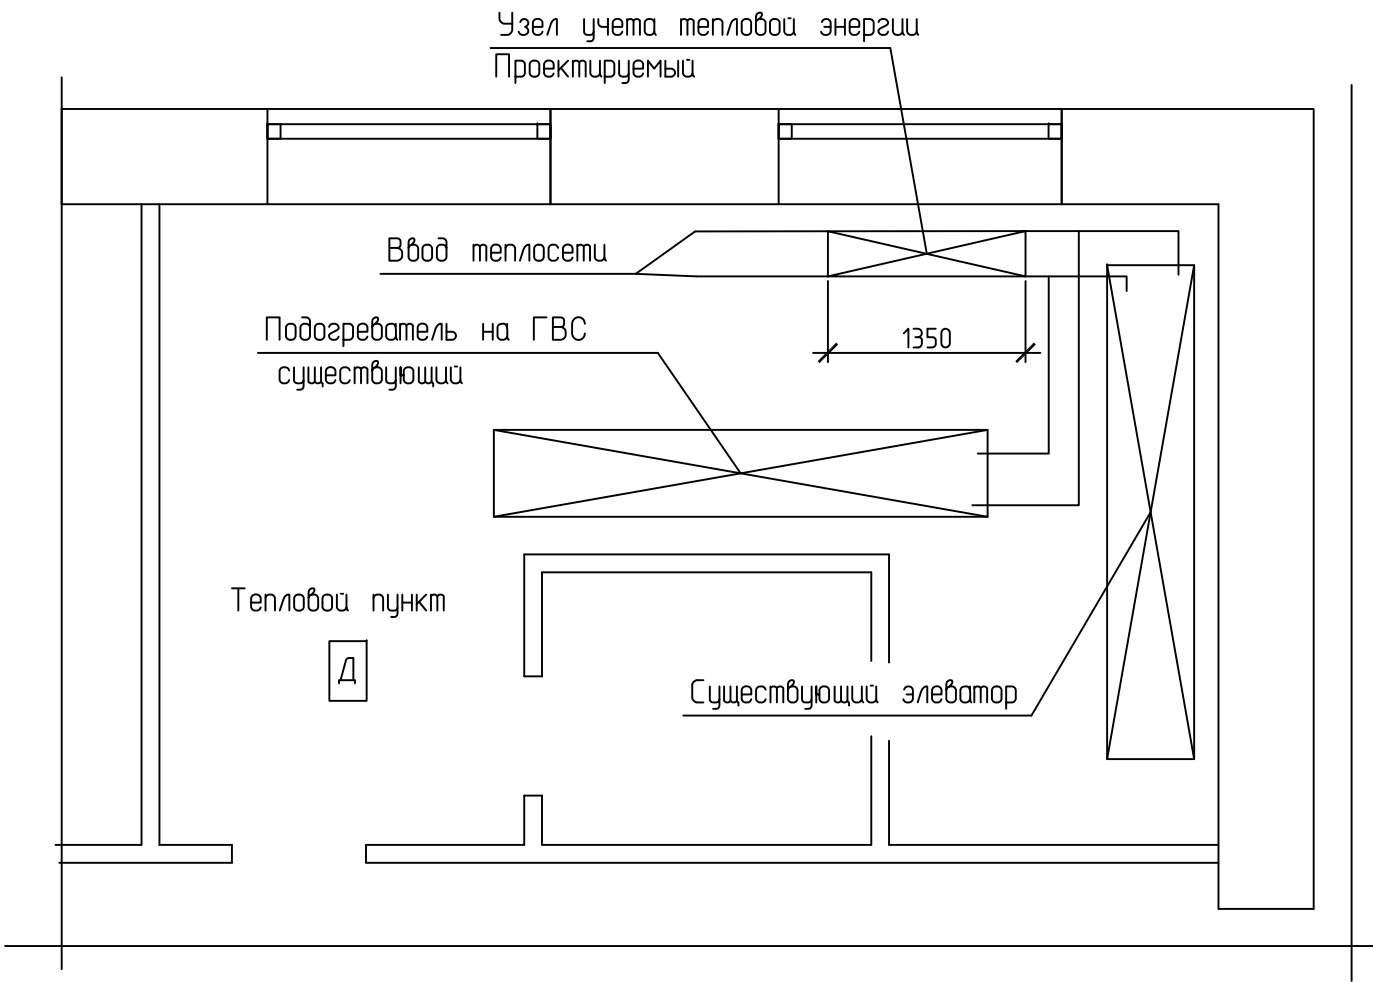 Узел учета тепловой энергии
Проектируемый
Ввод теплосети
Подогреватель на ГВС
существующий
1350
Тепловой пункт
Д
Существующий элеватор